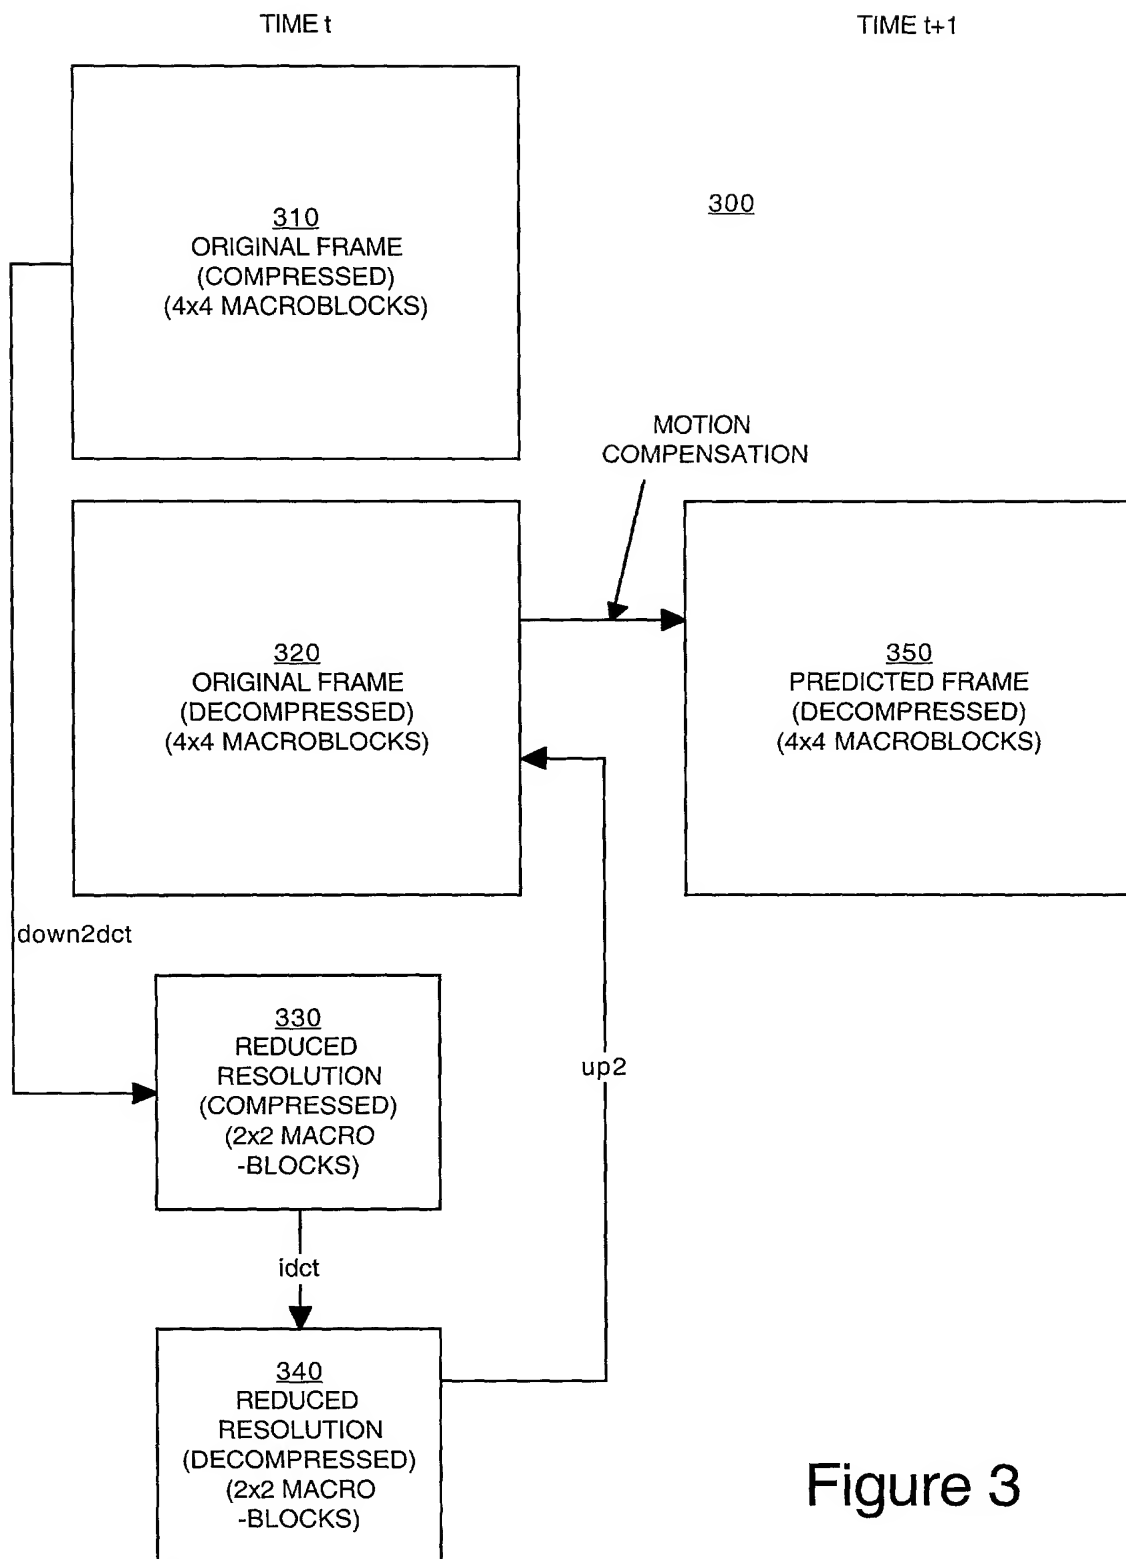 TIME t
TIME t+1
310
ORIGINAL FRAME
(COMPRESSED)
(4x4 MACROBLOCKS)
300
MOTION
COMPENSATION
320
ORIGINAL FRAME
(DECOMPRESSED)
(4x4 MACROBLOCKS)
350
PREDICTED FRAME
(DECOMPRESSED)
(4x4 MACROBLOCKS)
down2dct
330
REDUCED
RESOLUTION
(COMPRESSED)
(2x2 MACRO
-BLOCKS)
up2
idct
340
REDUCED
RESOLUTION
(DECOMPRESSED)
(2x2 MACRO
-BLOCKS)
Figure 3